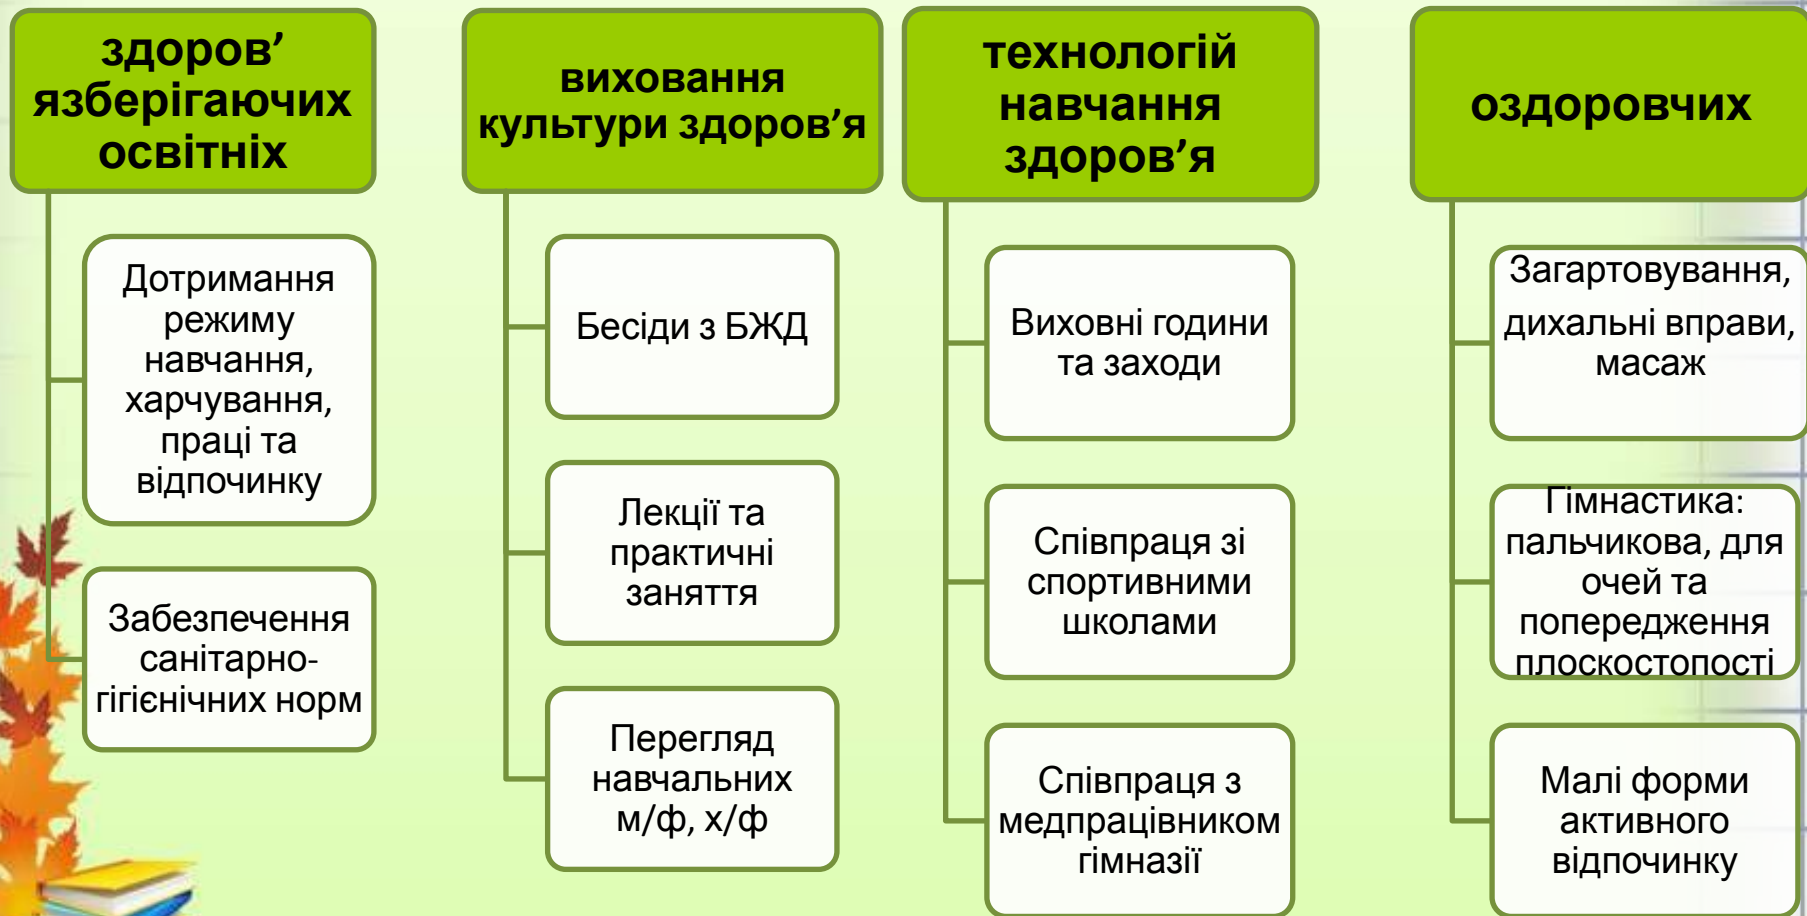 здоров’
язберігаючих
освітніх
Дотримання
режиму
навчання,
харчування,
праці та
відпочинку
Забезпечення
санітарно-
гігієнічних норм
виховання
культури здоров’я
Бесіди з БЖД
Лекції та
практичні
заняття
Перегляд
навчальних
м/ф, х/ф
технологій
навчання
здоров’я
Виховні години
та заходи
Співпраця зі
спортивними
школами
Співпраця з
медпрацівником
гімназії
оздоровчих
Загартовування,
дихальні вправи,
масаж
Гімнастика:
пальчикова, для
очей та
попередження
плоскостопості
Малі форми
активного
відпочинку